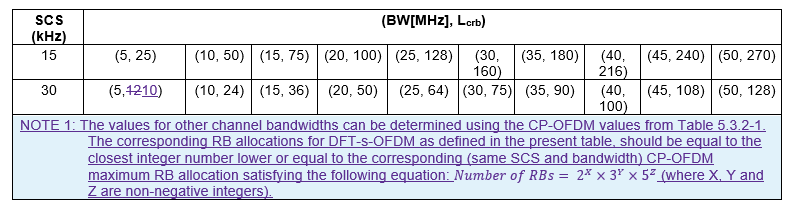 SCS (BW[MHz], Lcrb)
(kHz)
15 (5, 25) (10, 50) (15, 75) (20, 100) (25, 128) (30, 160) (35, 180) (40, 216) (45, 240) (50, 270)
30 (5,1210) (10, 24) (15, 36) (20, 50) (25, 64) (30, 75) (35, 90) (40, 100) (45, 108) (50, 128)
NOTE 1: The values for other channel bandwidths can be determined using the CP-OFDM values from Table 5.3.2-1.
The corresponding RB allocations for DFT-s-OFDM as defined in the present table, should be equal to the
closest integer number lower or equal to the corresponding (same SCS and bandwidth) CP-OFDM
maximum RB allocation satisfying the following equation: Number of RBs = 2^X × 3^Y × 5^Z (where X, Y and
Z are non-negative integers).